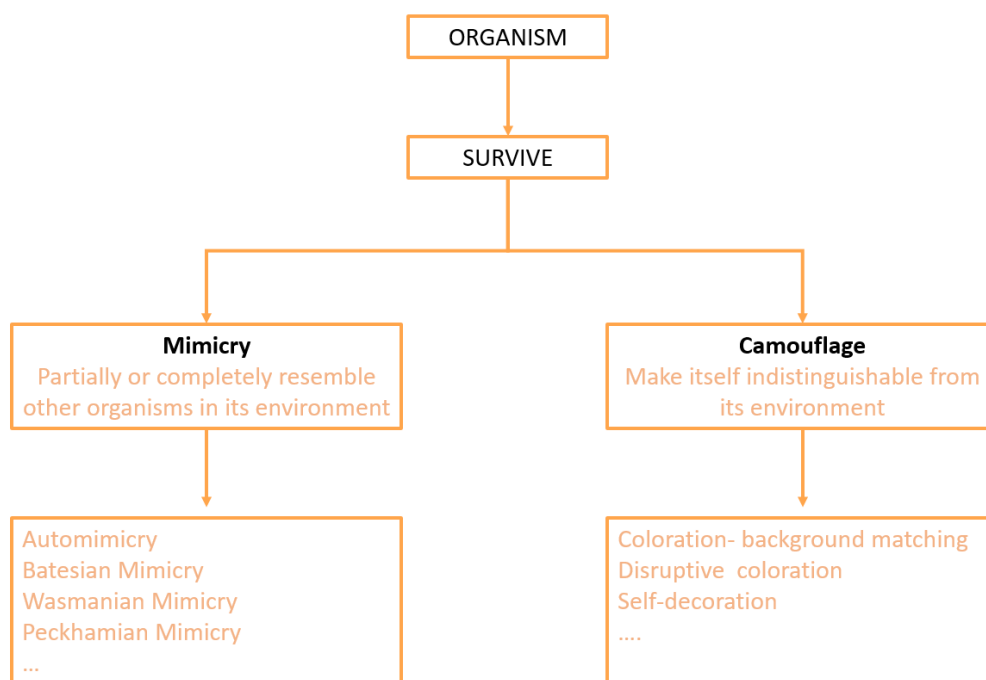 ORGANISM
SURVIVE
Mimicry
Partially or completely resemble
other organisms in its environment
Camouflage
Make itself indistinguishable from
its environment
Automimicry
Batesian Mimicry
Wasmanian Mimicry
Peckhamian Mimicry
...
Coloration- background matching
Disruptive  coloration
Self-decoration
....